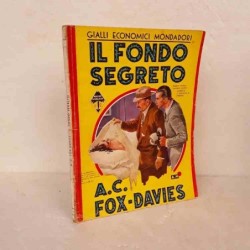 GIALLI ECONOMICI MONDADORI
IL FONDO
SEGRETO
A.C.
FOX-DAVIES